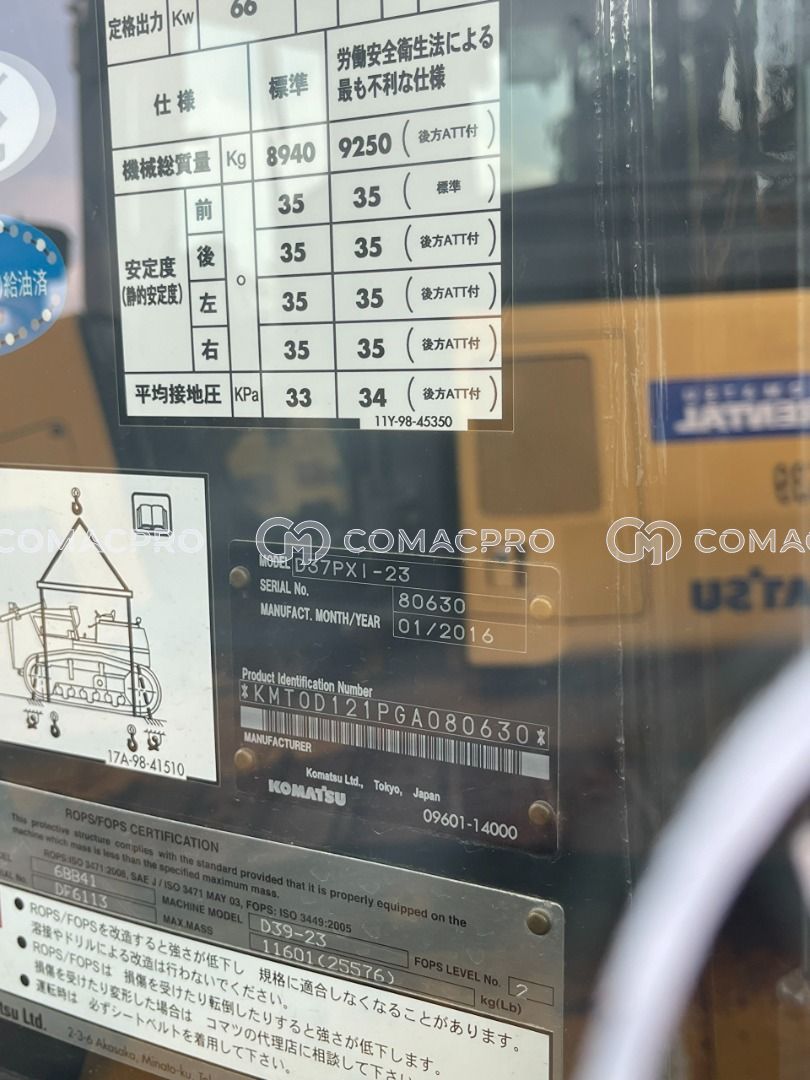 定格出力 Kw 66
仕様 標準 労働安全衛生法による
最も不利な仕様
機械総質量 Kg 8940 9250 (後方ATT付)
安定度
(静的安定度)
前 35 35 (標準)
後 ° 35 35 (後方ATT付)
左 35 35 (後方ATT付)
右 35 35 (後方ATT付)
平均接地圧 KPa 33 34 (後方ATT付)
11Y-98-45350
給油済
RENTAL
KOMATSU
COMACPRO
COMACPRO
COMAC
17A-98-41510
MODEL D37PXI-23
SERIAL No. 80630
MANUFACT. MONTH/YEAR 01/2016
Product Identification Number
*KMT0D121PGA080630*
MANUFACTURER
Komatsu Ltd., Tokyo, Japan
KOMATSU
09601-14000
ROPS/FOPS CERTIFICATION
This protective structure complies with the standard provided that it is properly equipped on the
machine which mass is less than the specified maximum mass.
ROPS:ISO 3471:2008, SAE J / ISO 3471 MAY 03, FOPS: ISO 3449:2005
6BB41
DF6113
MACHINE MODEL D39-23
MAX.MASS 11601(25576) kg(Lb)
FOPS LEVEL No. 2
● ROPS/FOPSを改造すると強さが低下し 規格に適合しなくなることがあります。
溶接やドリルによる改造は行わないでください。
● ROPS/FOPSは 損傷を受けたり転倒したりすると強さが低下します。
損傷を受けたり変形した場合は コマツの代理店に相談して下さい。
● 運転時は 必ずシートベルトを着用して下さい。
Ltd.
2-3-6 Akasaka, Minato-ku,